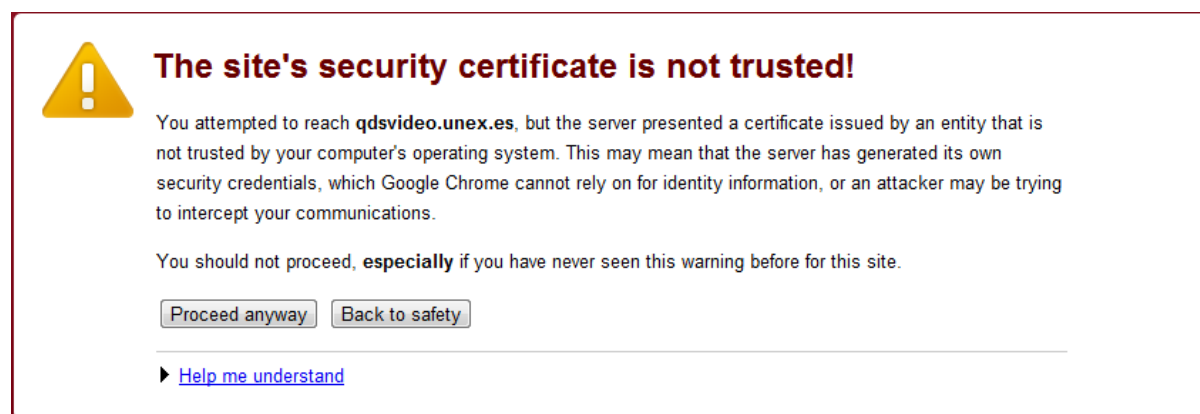 The site's security certificate is not trusted!
You attempted to reach qdsvideo.unex.es, but the server presented a certificate issued by an entity that is
not trusted by your computer's operating system. This may mean that the server has generated its own
security credentials, which Google Chrome cannot rely on for identity information, or an attacker may be trying
to intercept your communications.
You should not proceed, especially if you have never seen this warning before for this site.
Proceed anyway Back to safety
Help me understand